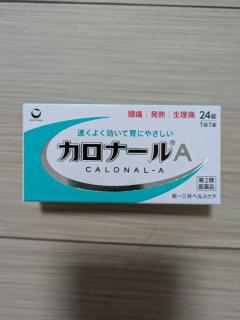 頭痛｜発熱｜生理痛 24錠
1回1錠
速くよく効いて胃にやさしい
カロナール®A
CALONAL-A
第2類
医薬品
第一三共ヘルスケア